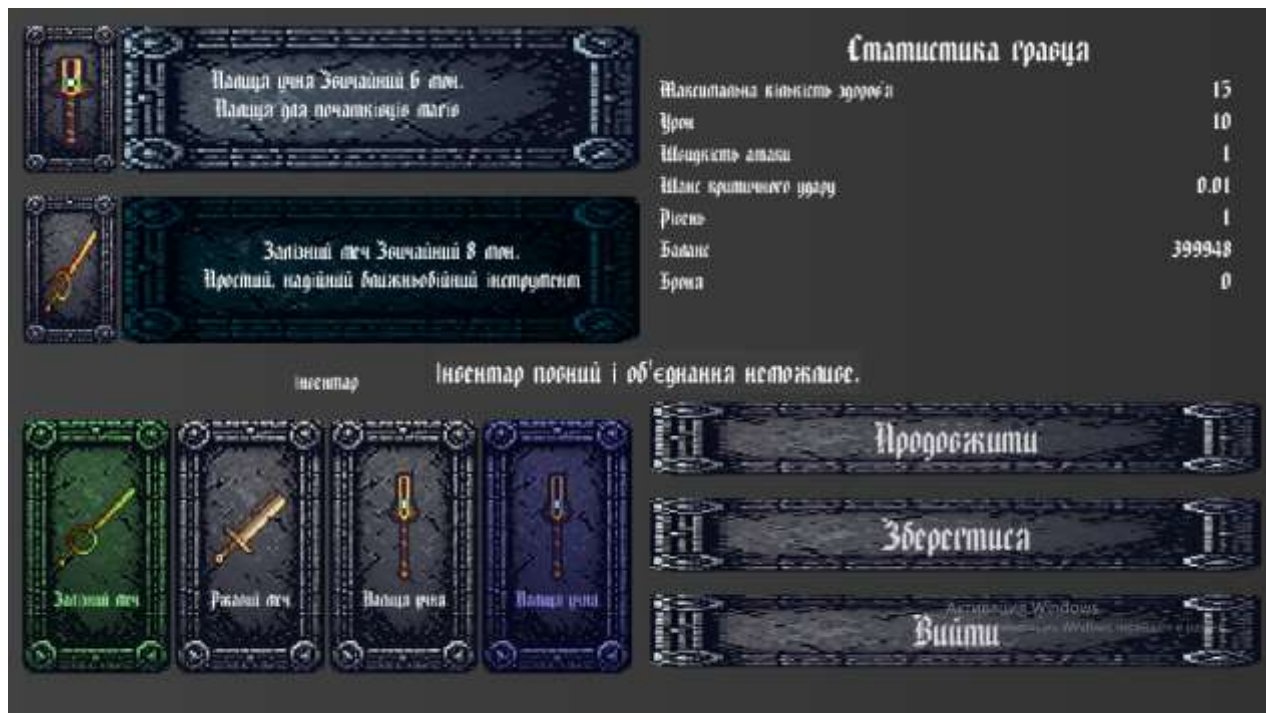 Палиця учня Звичайний 6 мон.
Палиця для початківців магів
Залізний меч Звичайний 8 мон.
Простий, надійний ближньобійний інструмент
Статистика гравця
Максимальна кількість здоров'я 15
Урон 10
Швидкість атаки 1
Шанс критичного удару 0.01
Рівень 1
Баланс 399948
Броня 0
Інвентар
Інвентар повний і об'єднання неможливе.
Залізний меч
Ржавий меч
Палиця учня
Палиця учня
Продовжити
Зберегтися
Вийти
Активация Windows